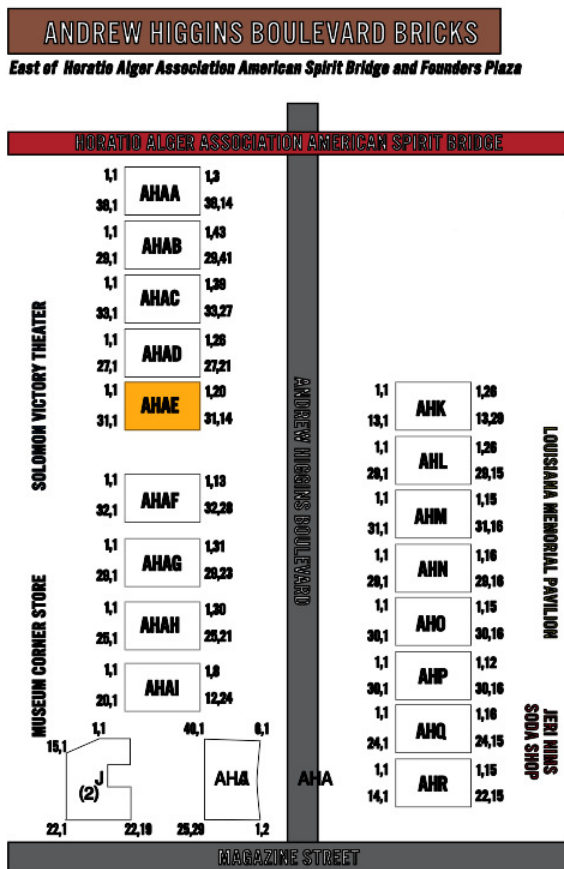 ANDREW HIGGINS BOULEVARD BRICKS
East of Horatio Alger Association American Spirit Bridge and Founders Plaza
HORATIO ALGER ASSOCIATION AMERICAN SPIRIT BRIDGE
1,1 AHAA 1,3
38,1 38,14
1,1 AHAB 1,43
29,1 29,41
1,1 AHAC 1,39
33,1 33,27
1,1 AHAD 1,26
27,1 27,21
1,1 AHAE 1,20
31,1 31,14
1,1 AHAF 1,13
32,1 32,28
1,1 AHAG 1,31
29,1 29,23
1,1 AHAH 1,30
25,1 25,21
1,1 AHAI 1,8
20,1 12,24
SOLOMON VICTORY THEATER
MUSEUM CORNER STORE
1,1
15,1
J
(2)
22,1 22,19
40,1 6,1
AHA
25,29 1,2
ANDREW HIGGINS BOULEVARD
AHA
1,1 AHK 1,26
13,1 13,29
1,1 AHL 1,26
29,1 29,15
1,1 AHM 1,15
31,1 31,16
1,1 AHN 1,16
29,1 29,16
1,1 AHO 1,15
30,1 30,16
1,1 AHP 1,12
30,1 30,16
1,1 AHQ 1,16
24,1 24,15
1,1 AHR 1,15
14,1 22,15
LOUISIANA MEMORIAL PAVILION
JERI NIMS
SODA SHOP
MAGAZINE STREET